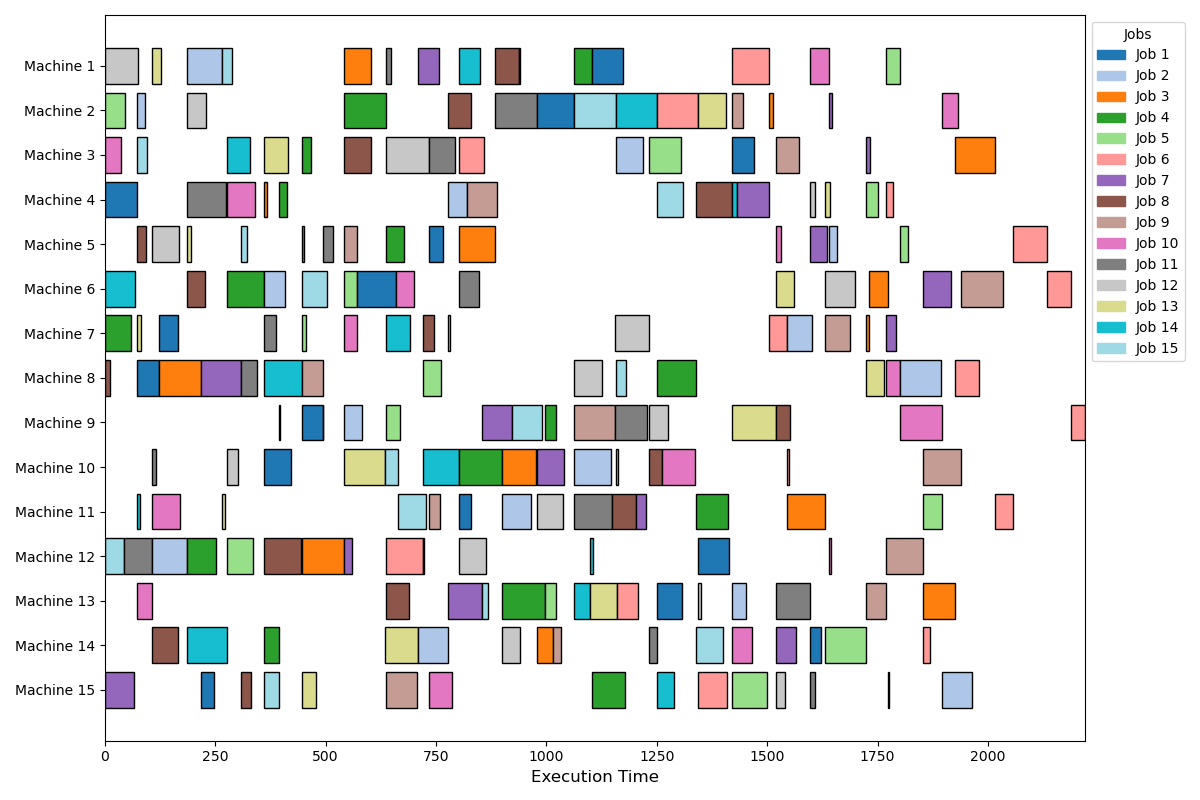 Machine 1
Machine 2
Machine 3
Machine 4
Machine 5
Machine 6
Machine 7
Machine 8
Machine 9
Machine 10
Machine 11
Machine 12
Machine 13
Machine 14
Machine 15
0 250 500 750 1000 1250 1500 1750 2000
Execution Time
Jobs
Job 1
Job 2
Job 3
Job 4
Job 5
Job 6
Job 7
Job 8
Job 9
Job 10
Job 11
Job 12
Job 13
Job 14
Job 15